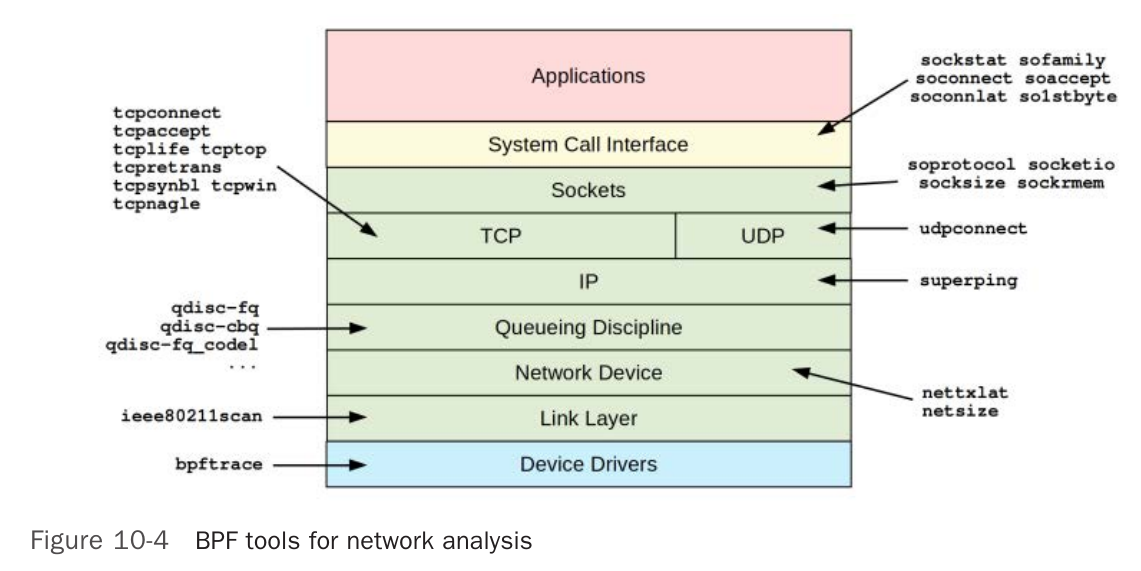 Applications
System Call Interface
Sockets
TCP
UDP
IP
Queueing Discipline
Network Device
Link Layer
Device Drivers
tcpconnect
tcpaccept
tcplife tcptop
tcpretrans
tcpsynbl tcpwin
tcpnagle
qdisc-fq
qdisc-cbq
qdisc-fq_codel
...
ieee80211scan
bpftrace
sockstat sofamily
soconnect soaccept
soconnlat so1stbyte
soprotocol socketio
socksize sockrmem
udpconnect
superping
nettxlat
netsize
Figure 10-4 BPF tools for network analysis